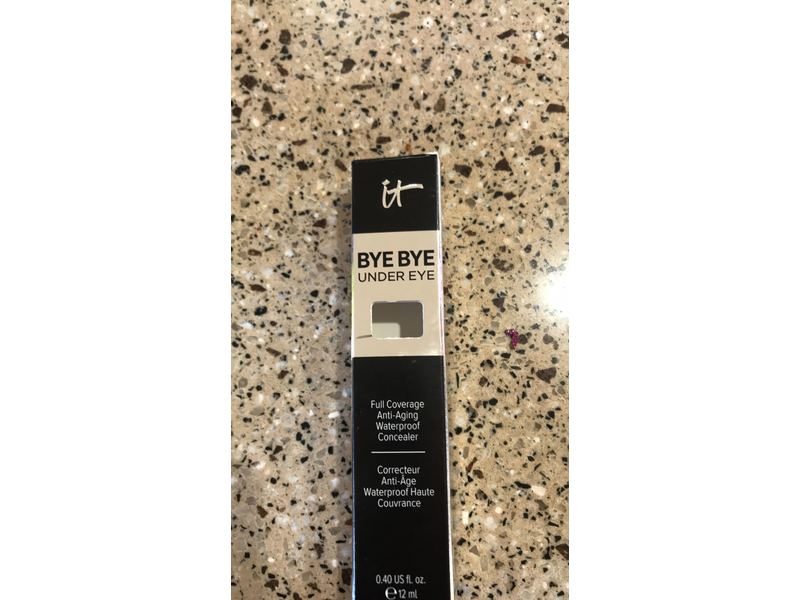 it
BYE BYE
UNDER EYE
Full Coverage
Anti-Aging
Waterproof
Concealer
Correcteur
Anti-Âge
Waterproof Haute
Couvrance
0.40 US fl. oz.
℮12 ml